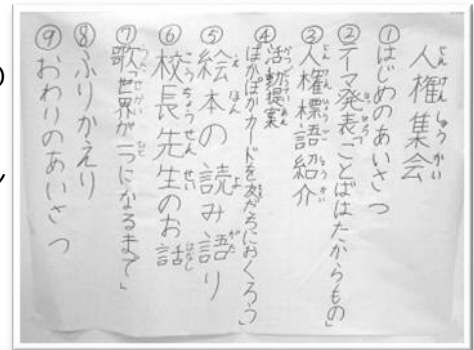 人権集会
①はじめのあいさつ
②テーマ発表「ことばはたからもの」
③人権標語紹介
④活動提案
「ぽかぽかカードを友だちにおくろう」
⑤絵本の読み語り
⑥校長先生のお話
⑦歌「世界が一つになるまで」
⑧ふりかえり
⑨おわりのあいさつ